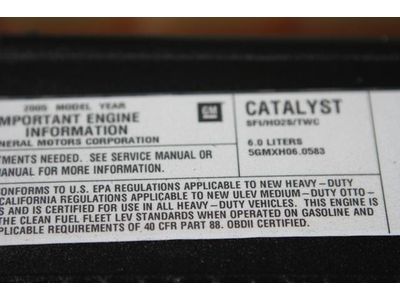 2005 MODEL YEAR
IMPORTANT ENGINE
INFORMATION
GENERAL MOTORS CORPORATION
GM
CATALYST
SFI/HO2S/TWC
6.0 LITERS
5GMXH06.0583
TMENTS NEEDED. SEE SERVICE MANUAL OR
MANUAL FOR MORE INFORMATION.
ONFORMS TO U.S. EPA REGULATIONS APPLICABLE TO NEW HEAVY-DUTY
CALIFORNIA REGULATIONS APPLICABLE TO NEW ULEV MEDIUM-DUTY OTTO-
S AND IS CERTIFIED FOR USE IN ALL HEAVY-DUTY VEHICLES. THIS ENGINE IS
THE CLEAN FUEL FLEET LEV STANDARDS WHEN OPERATED ON GASOLINE AND
PPLICABLE REQUIREMENTS OF 40 CFR PART 88. OBDII CERTIFIED.